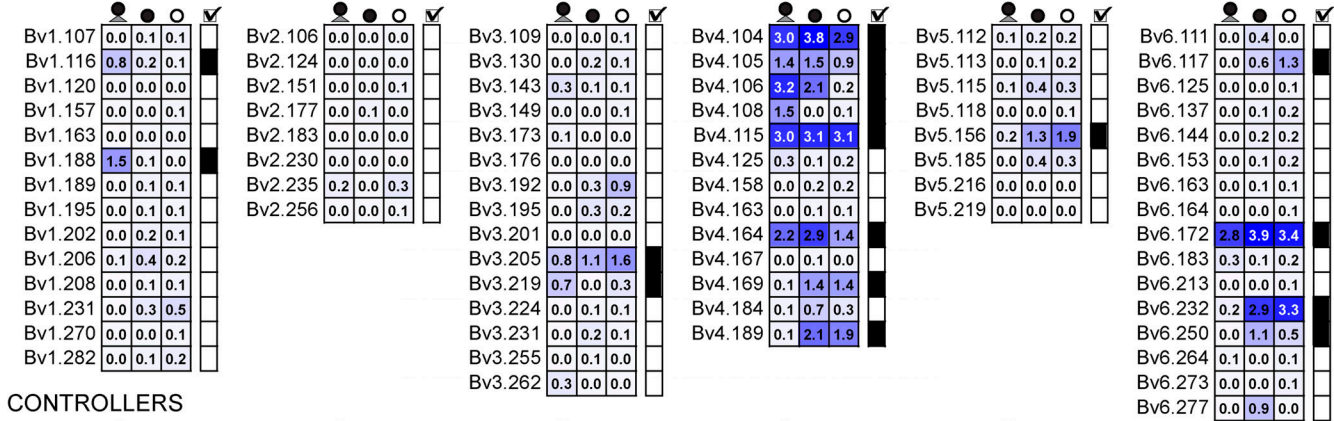 Bv1.107 0.0 0.1 0.1
Bv1.116 0.8 0.2 0.1
Bv1.120 0.0 0.0 0.0
Bv1.157 0.0 0.0 0.1
Bv1.163 0.0 0.0 0.0
Bv1.188 1.5 0.1 0.0
Bv1.189 0.0 0.1 0.1
Bv1.195 0.0 0.1 0.1
Bv1.202 0.0 0.2 0.1
Bv1.206 0.1 0.4 0.2
Bv1.208 0.0 0.1 0.1
Bv1.231 0.0 0.3 0.5
Bv1.270 0.0 0.0 0.1
Bv1.282 0.0 0.1 0.2
Bv2.106 0.0 0.0 0.0
Bv2.124 0.0 0.0 0.0
Bv2.151 0.0 0.0 0.1
Bv2.177 0.0 0.1 0.0
Bv2.183 0.0 0.0 0.0
Bv2.230 0.0 0.0 0.0
Bv2.235 0.2 0.0 0.3
Bv2.256 0.0 0.0 0.1
Bv3.109 0.0 0.0 0.1
Bv3.130 0.0 0.2 0.1
Bv3.143 0.3 0.1 0.1
Bv3.149 0.0 0.0 0.1
Bv3.173 0.1 0.0 0.0
Bv3.176 0.0 0.0 0.0
Bv3.192 0.0 0.3 0.9
Bv3.195 0.0 0.3 0.2
Bv3.201 0.0 0.0 0.0
Bv3.205 0.8 1.1 1.6
Bv3.219 0.7 0.0 0.3
Bv3.224 0.0 0.1 0.1
Bv3.231 0.0 0.2 0.1
Bv3.255 0.0 0.1 0.0
Bv3.262 0.3 0.0 0.0
Bv4.104 3.0 3.8 2.9
Bv4.105 1.4 1.5 0.9
Bv4.106 3.2 2.1 0.2
Bv4.108 1.5 0.0 0.1
Bv4.115 3.0 3.1 3.1
Bv4.125 0.3 0.1 0.2
Bv4.158 0.0 0.2 0.2
Bv4.163 0.0 0.1 0.1
Bv4.164 2.2 2.9 1.4
Bv4.167 0.0 0.1 0.0
Bv4.169 0.1 1.4 1.4
Bv4.184 0.1 0.7 0.3
Bv4.189 0.1 2.1 1.9
Bv5.112 0.1 0.2 0.2
Bv5.113 0.0 0.1 0.2
Bv5.115 0.1 0.4 0.3
Bv5.118 0.0 0.0 0.1
Bv5.156 0.2 1.3 1.9
Bv5.185 0.0 0.4 0.3
Bv5.216 0.0 0.0 0.0
Bv5.219 0.0 0.0 0.0
Bv6.111 0.0 0.4 0.0
Bv6.117 0.0 0.6 1.3
Bv6.125 0.0 0.0 0.1
Bv6.137 0.0 0.1 0.2
Bv6.144 0.0 0.2 0.2
Bv6.153 0.0 0.1 0.2
Bv6.163 0.0 0.1 0.1
Bv6.164 0.0 0.0 0.1
Bv6.172 2.8 3.9 3.4
Bv6.183 0.3 0.1 0.2
Bv6.213 0.0 0.0 0.1
Bv6.232 0.2 2.9 3.3
Bv6.250 0.0 1.1 0.5
Bv6.264 0.1 0.0 0.1
Bv6.273 0.0 0.0 0.1
Bv6.277 0.0 0.9 0.0
CONTROLLERS